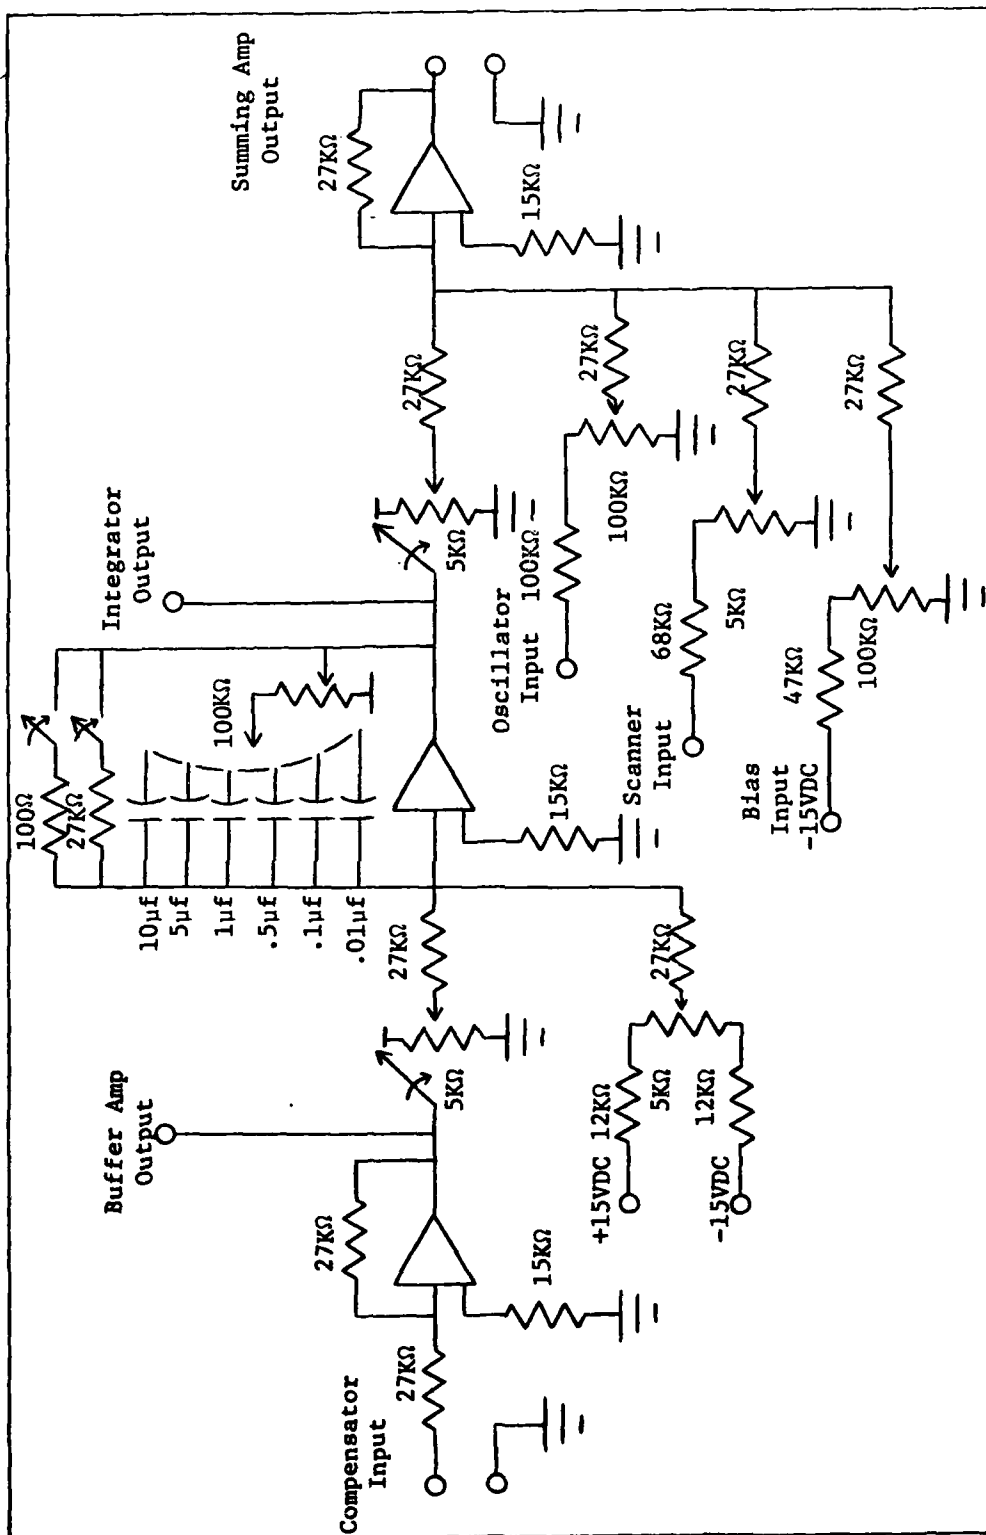 Summing Amp
Output
27KΩ
15KΩ
27KΩ
27KΩ
27KΩ
27KΩ
Integrator
Output
5KΩ
100KΩ
100KΩ
Oscillator
Input
5KΩ
68KΩ
Scanner
Input
100KΩ
47KΩ
Bias
Input
-15VDC
100Ω
27KΩ
100KΩ
10µf
5µf
1µf
.5µf
.1µf
.01µf
15KΩ
27KΩ
27KΩ
5KΩ
12KΩ
+15VDC
5KΩ
12KΩ
-15VDC
Buffer Amp
Output
27KΩ
15KΩ
27KΩ
Compensator
Input